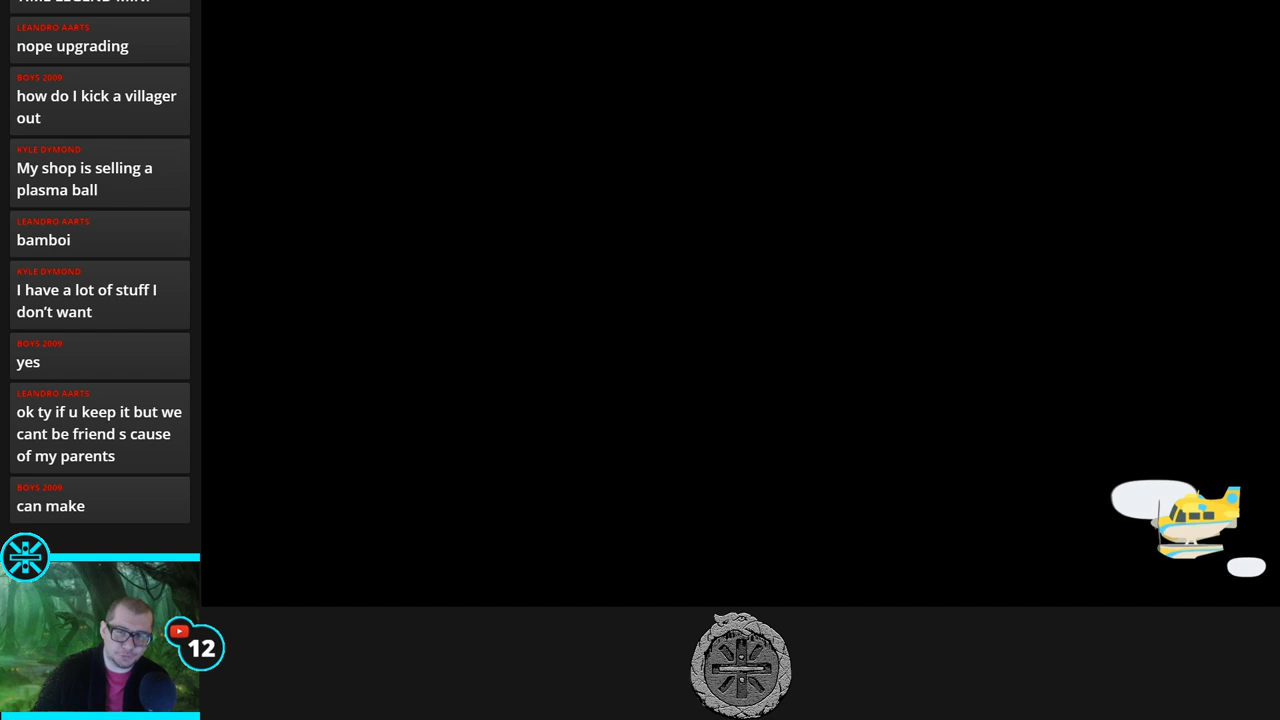 LEANDRO AARTS
nope upgrading
BOYS 2009
how do I kick a villager
out
KYLE DYMOND
My shop is selling a
plasma ball
LEANDRO AARTS
bamboi
KYLE DYMOND
I have a lot of stuff I
don't want
BOYS 2009
yes
LEANDRO AARTS
ok ty if u keep it but we
cant be friend s cause
of my parents
BOYS 2009
can make
12